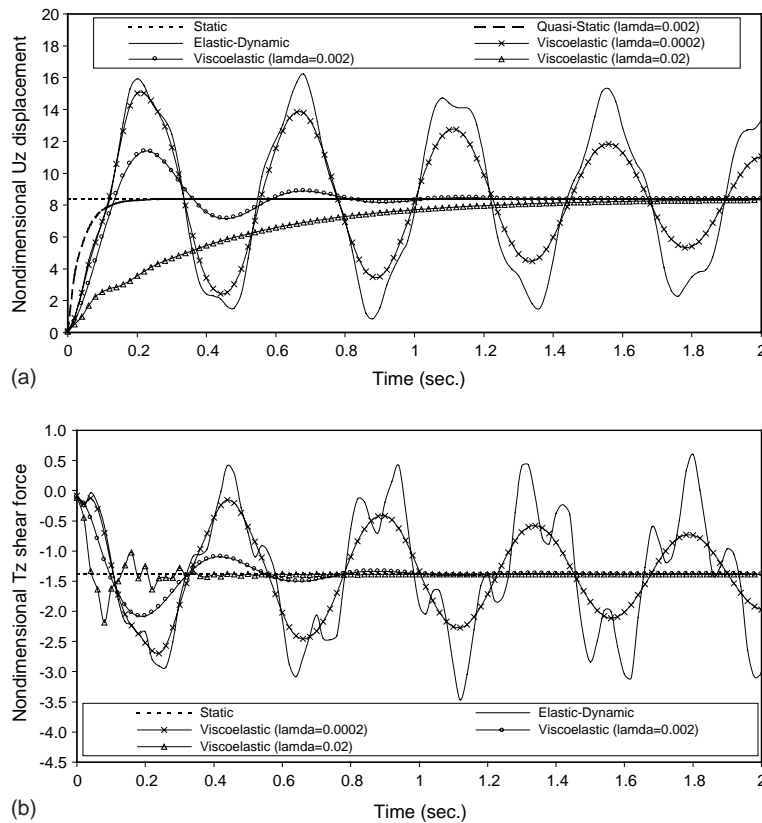 Static
Quasi-Static (lamda=0.002)
Elastic-Dynamic
Viscoelastic (lamda=0.0002)
Viscoelastic (lamda=0.002)
Viscoelastic (lamda=0.02)
Nondimensional Uz displacement
20
18
16
14
12
10
8
6
4
2
0
0 0.2 0.4 0.6 0.8 1 1.2 1.4 1.6 1.8 2
(a)
Time (sec.)
Nondimensional Tz shear force
1.0
0.5
0.0
-0.5
-1.0
-1.5
-2.0
-2.5
-3.0
-3.5
-4.0
-4.5
Static
Elastic-Dynamic
Viscoelastic (lamda=0.0002)
Viscoelastic (lamda=0.002)
Viscoelastic (lamda=0.02)
0 0.2 0.4 0.6 0.8 1 1.2 1.4 1.6 1.8 2
(b)
Time (sec.)